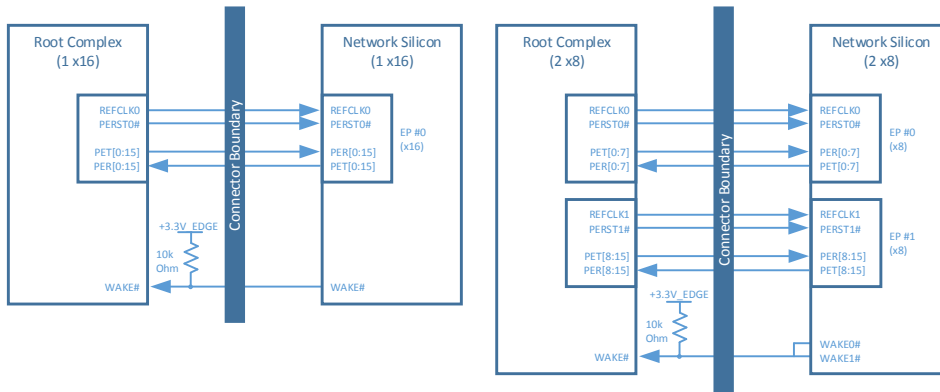 Root Complex
(1 x16)
REFCLK0
PERST0#
PET[0:15]
PER[0:15]
+3.3V_EDGE
10k
Ohm
WAKE#
Connector Boundary
Network Silicon
(1 x16)
REFCLK0
PERST0#
PER[0:15]
PET[0:15]
EP #0
(x16)
WAKE#
Root Complex
(2 x8)
REFCLK0
PERST0#
PET[0:7]
PER[0:7]
REFCLK1
PERST1#
PET[8:15]
PER[8:15]
+3.3V_EDGE
10k
Ohm
WAKE#
Connector Boundary
Network Silicon
(2 x8)
REFCLK0
PERST0#
PER[0:7]
PET[0:7]
EP #0
(x8)
REFCLK1
PERST1#
PER[8:15]
PET[8:15]
EP #1
(x8)
WAKE0#
WAKE1#